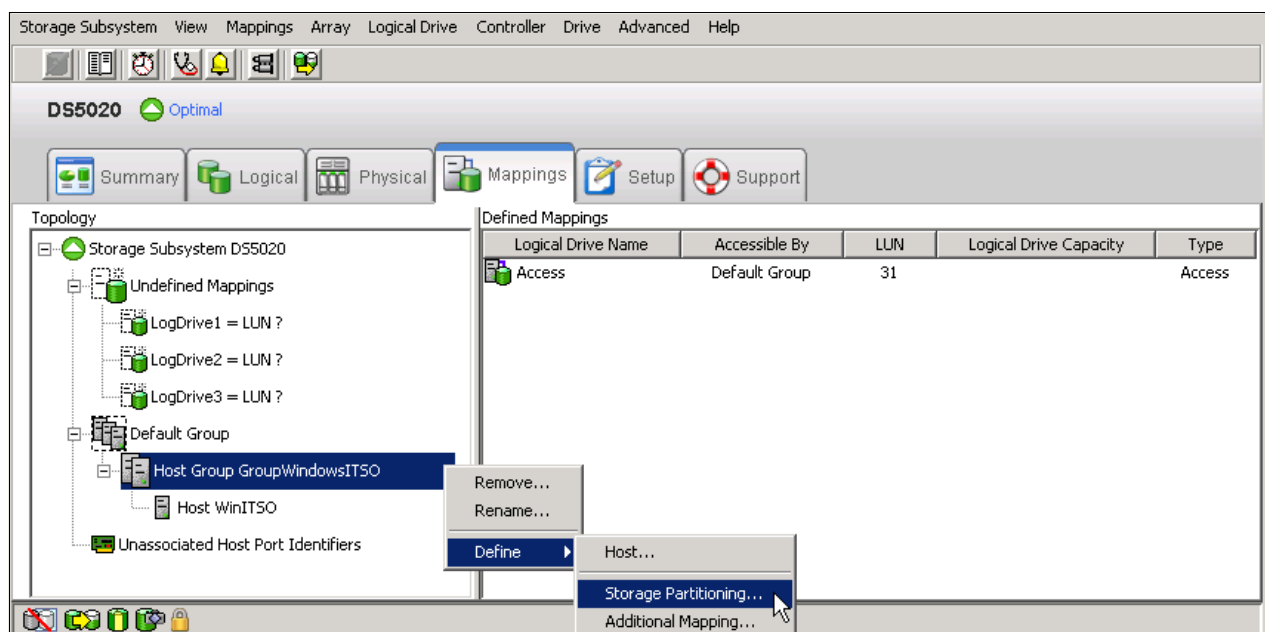 Storage Subsystem View Mappings Array Logical Drive Controller Drive Advanced Help
DS5020 Optimal
Summary Logical Physical Mappings Setup Support
Topology
Storage Subsystem DS5020
Undefined Mappings
LogDrive1 = LUN ?
LogDrive2 = LUN ?
LogDrive3 = LUN ?
Default Group
Host Group GroupWindowsITSO
Host WinITSO
Unassociated Host Port Identifiers
Defined Mappings
Logical Drive Name Accessible By LUN Logical Drive Capacity Type
Access Default Group 31 Access
Remove...
Rename...
Define
Host...
Storage Partitioning...
Additional Mapping...